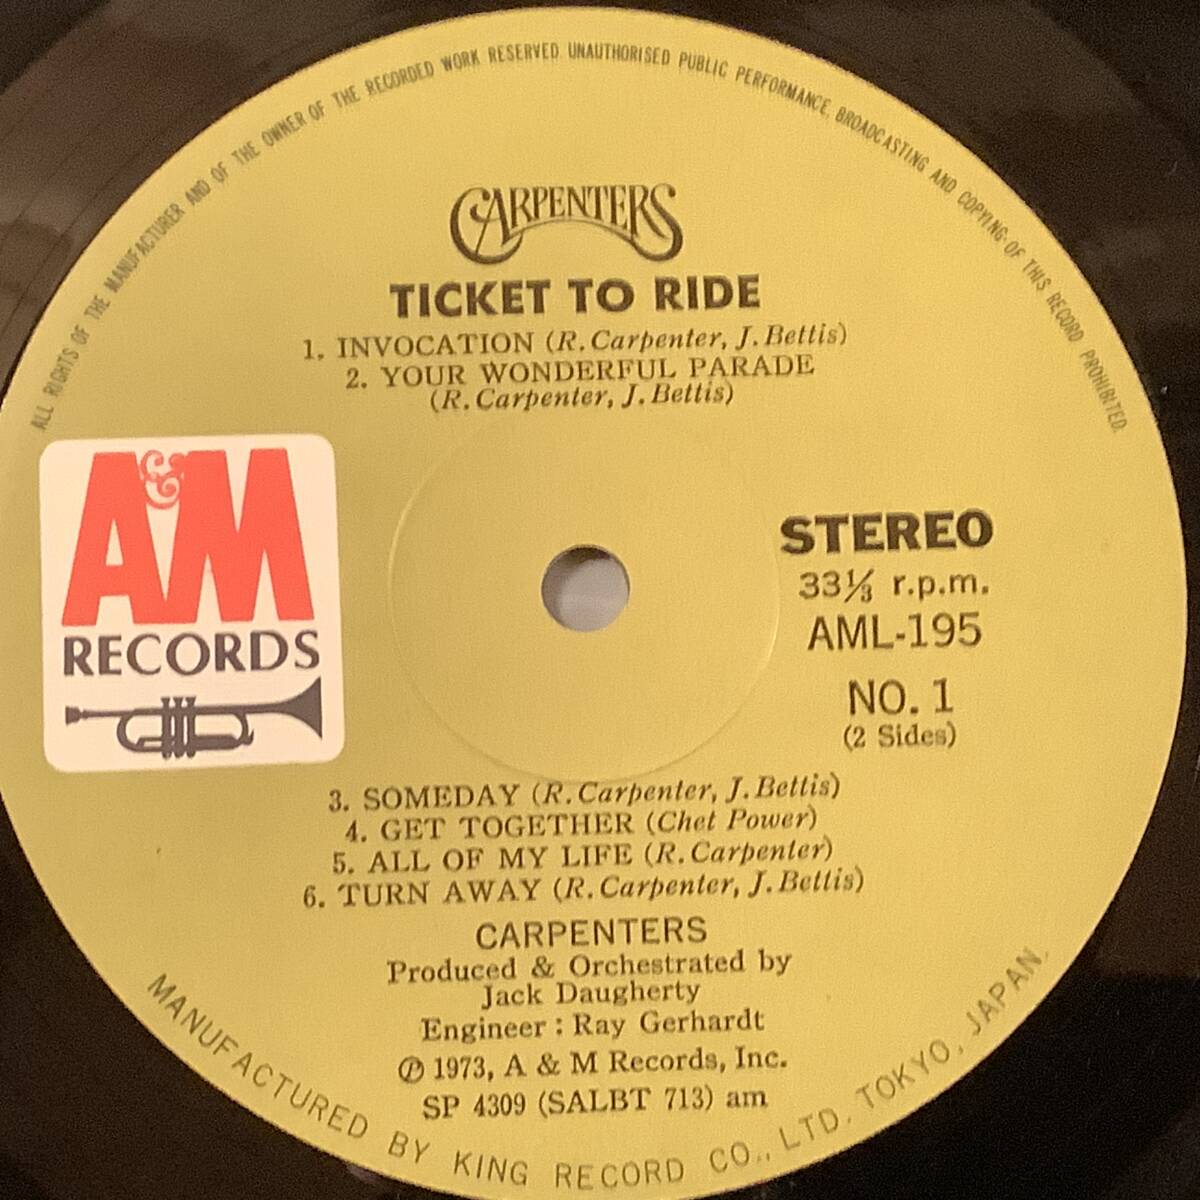 ALL RIGHTS OF THE MANUFACTURER AND OF THE OWNER OF THE RECORDED WORK RESERVED UNAUTHORISED PUBLIC PERFORMANCE, BROADCASTING AND COPYING OF THIS RECORD PROHIBITED.
CARPENTERS
TICKET TO RIDE
1. INVOCATION (R. Carpenter, J. Bettis)
2. YOUR WONDERFUL PARADE
(R. Carpenter, J. Bettis)
A&M
RECORDS
STEREO
33⅓ r.p.m.
AML-195
NO. 1
(2 Sides)
3. SOMEDAY (R. Carpenter, J. Bettis)
4. GET TOGETHER (Chet Power)
5. ALL OF MY LIFE (R. Carpenter)
6. TURN AWAY (R. Carpenter, J. Bettis)
CARPENTERS
Produced & Orchestrated by
Jack Daugherty
Engineer : Ray Gerhardt
℗ 1973, A & M Records, Inc.
SP 4309 (SALBT 713) am
MANUFACTURED BY KING RECORD CO., LTD. TOKYO, JAPAN.